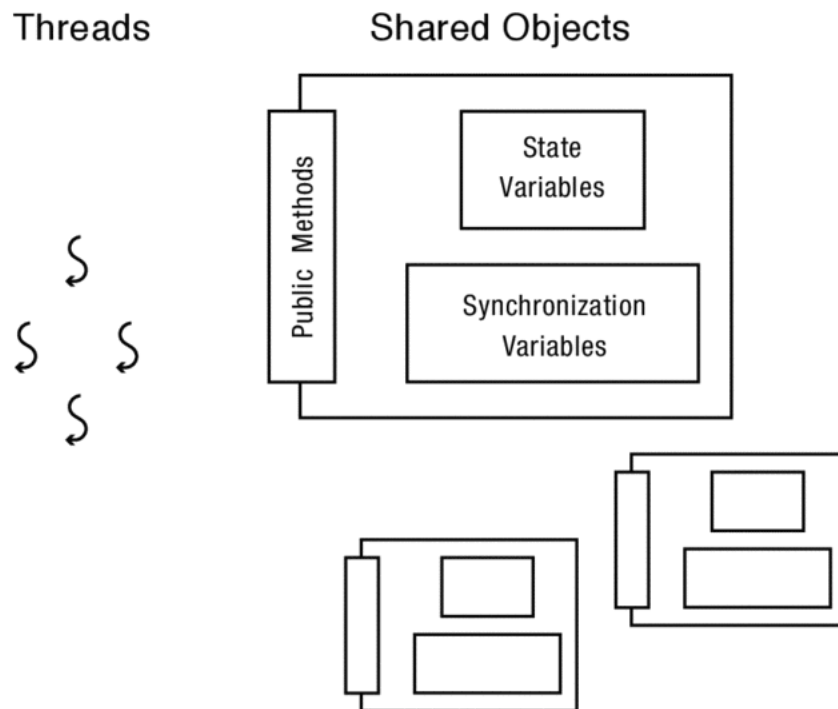 Threads
Shared Objects
Public Methods
State
Variables
Synchronization
Variables